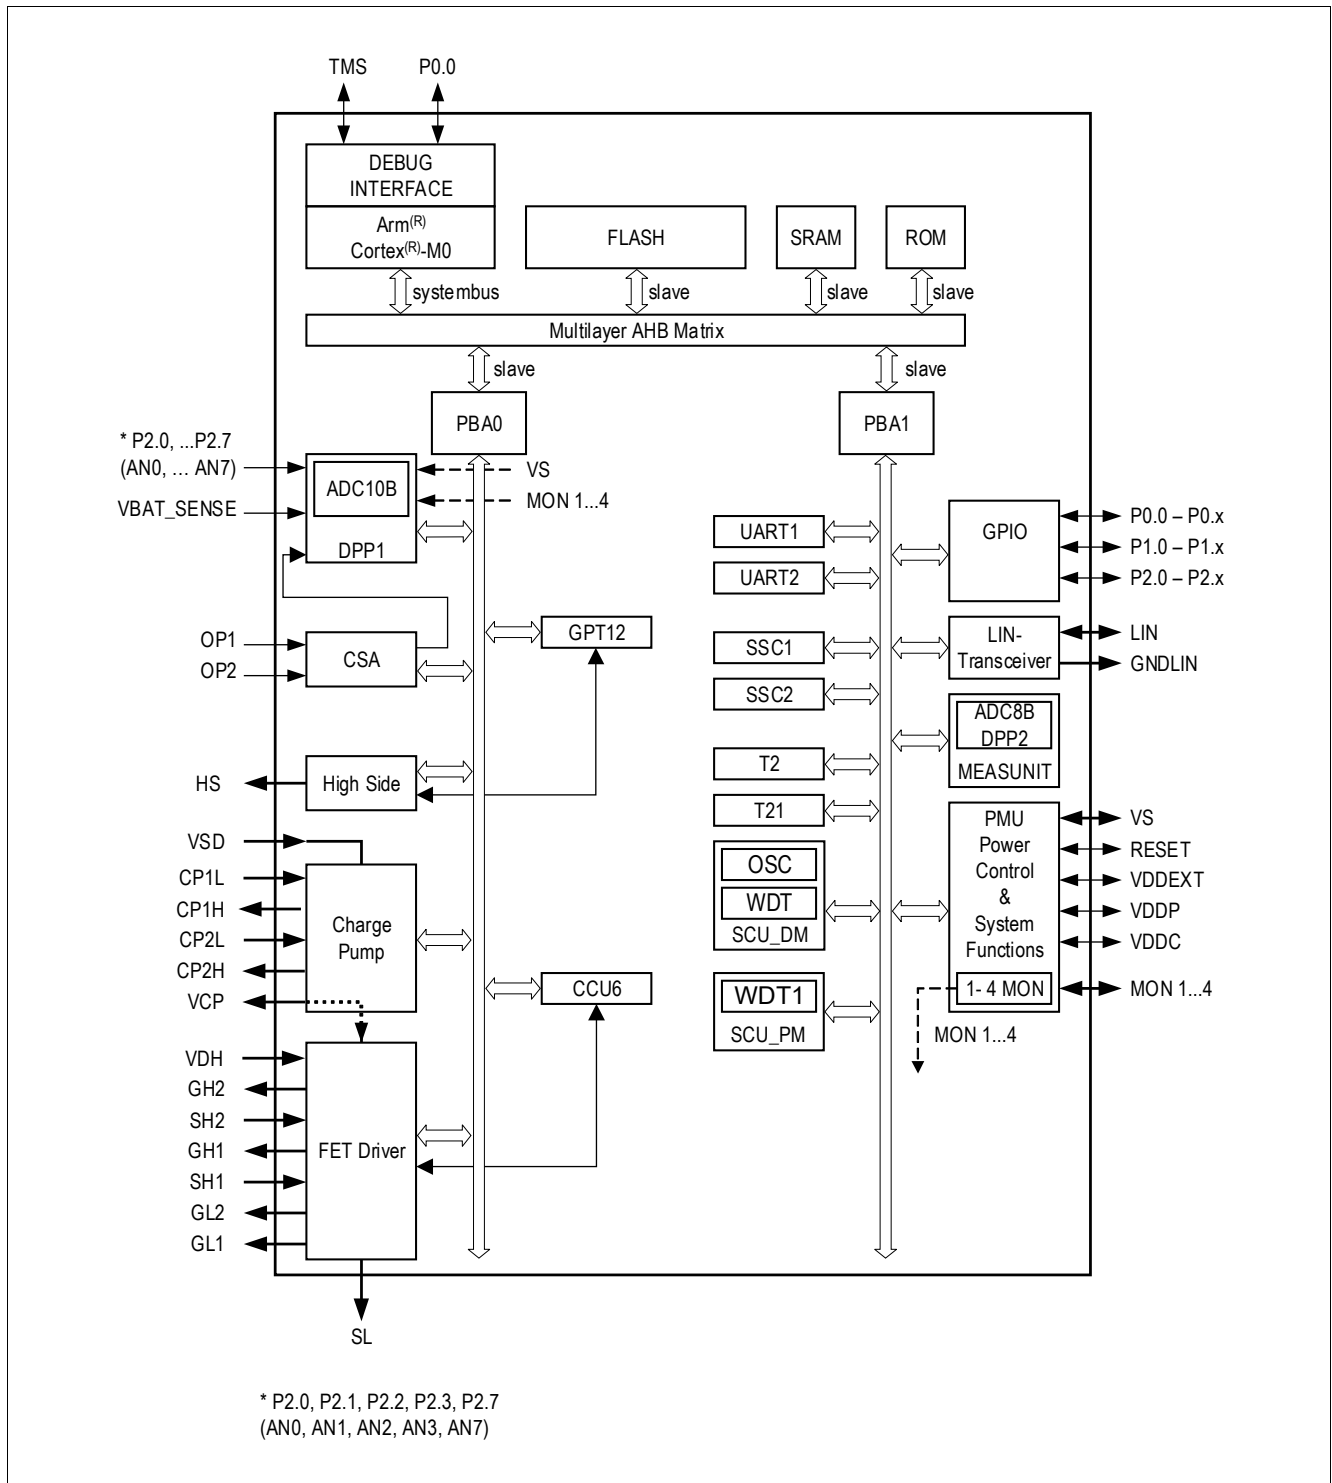 TMS
P0.0
DEBUG
INTERFACE
Arm(R)
Cortex(R)-M0
FLASH
SRAM
ROM
systembus
slave
slave
slave
Multilayer AHB Matrix
slave
slave
PBA0
PBA1
* P2.0, ...P2.7
(AN0, ... AN7)
VBAT_SENSE
ADC10B
DPP1
VS
MON 1...4
OP1
OP2
CSA
GPT12
HS
High Side
VSD
CP1L
CP1H
CP2L
CP2H
VCP
Charge
Pump
CCU6
VDH
GH2
SH2
GH1
SH1
GL2
GL1
FET Driver
SL
UART1
UART2
SSC1
SSC2
T2
T21
OSC
WDT
SCU_DM
WDT1
SCU_PM
GPIO
P0.0 – P0.x
P1.0 – P1.x
P2.0 – P2.x
LIN-
Transceiver
LIN
GNDLIN
ADC8B
DPP2
MEASUNIT
PMU
Power
Control
&
System
Functions
1- 4 MON
VS
RESET
VDDEXT
VDDP
VDDC
MON 1...4
MON 1...4
* P2.0, P2.1, P2.2, P2.3, P2.7
(AN0, AN1, AN2, AN3, AN7)